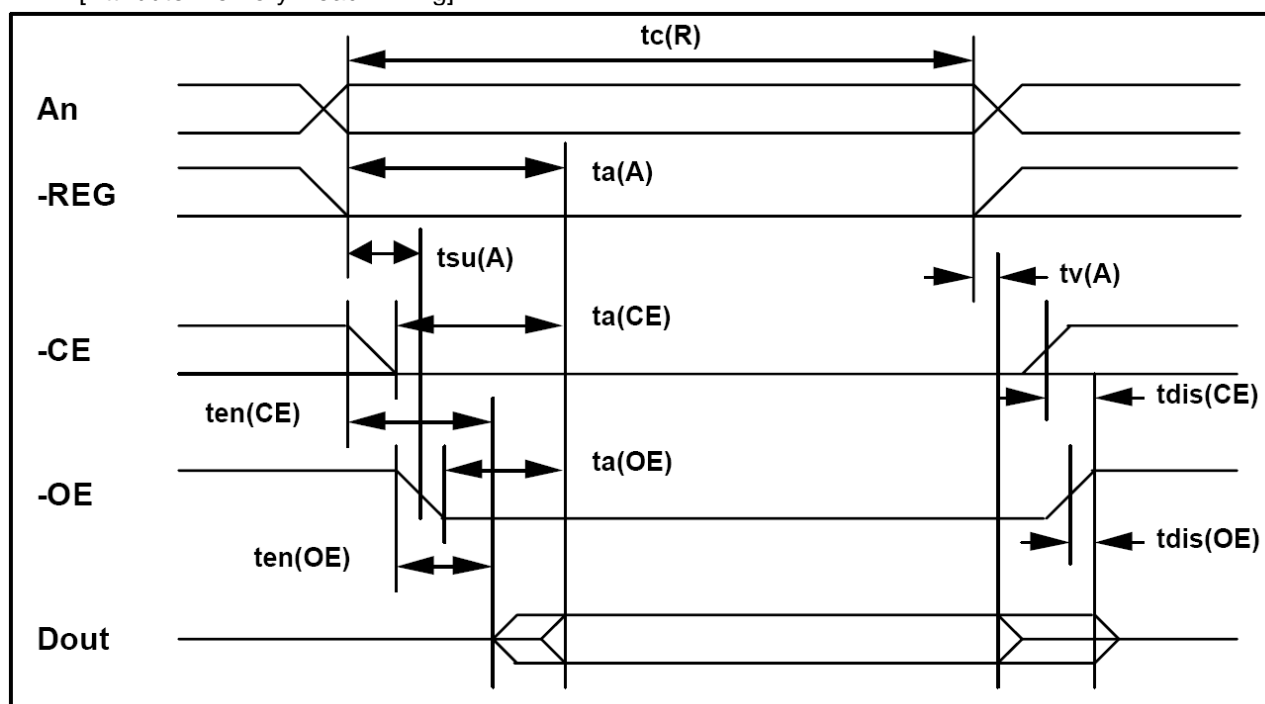 tc(R)
An
ta(A)
-REG
tsu(A)
tv(A)
ta(CE)
-CE
ten(CE)
tdis(CE)
ta(OE)
-OE
ten(OE)
tdis(OE)
Dout